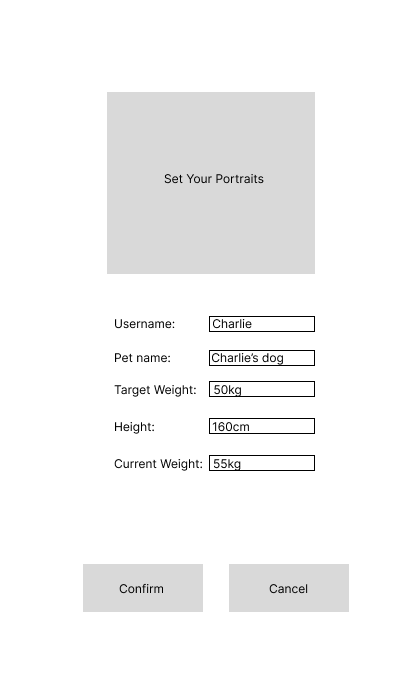 Set Your Portraits
Username: Charlie
Pet name: Charlie's dog
Target Weight: 50kg
Height: 160cm
Current Weight: 55kg
Confirm Cancel